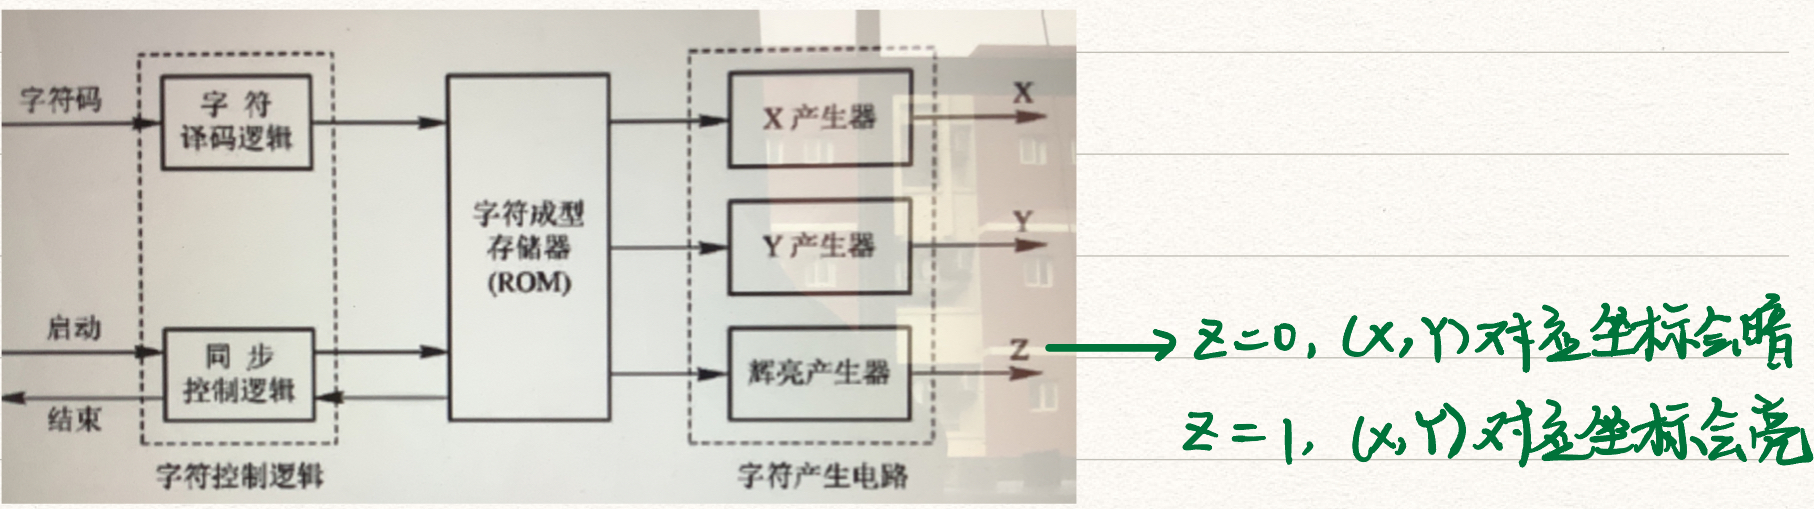 字符码
字 符
译码逻辑
启动
同 步
控制逻辑
结束
字符控制逻辑
字符成型
存储器
(ROM)
X 产生器
Y 产生器
辉亮产生器
字符产生电路
X
Y
Z
Z=0, (X,Y)对应坐标会暗
Z=1, (X,Y)对应坐标会亮